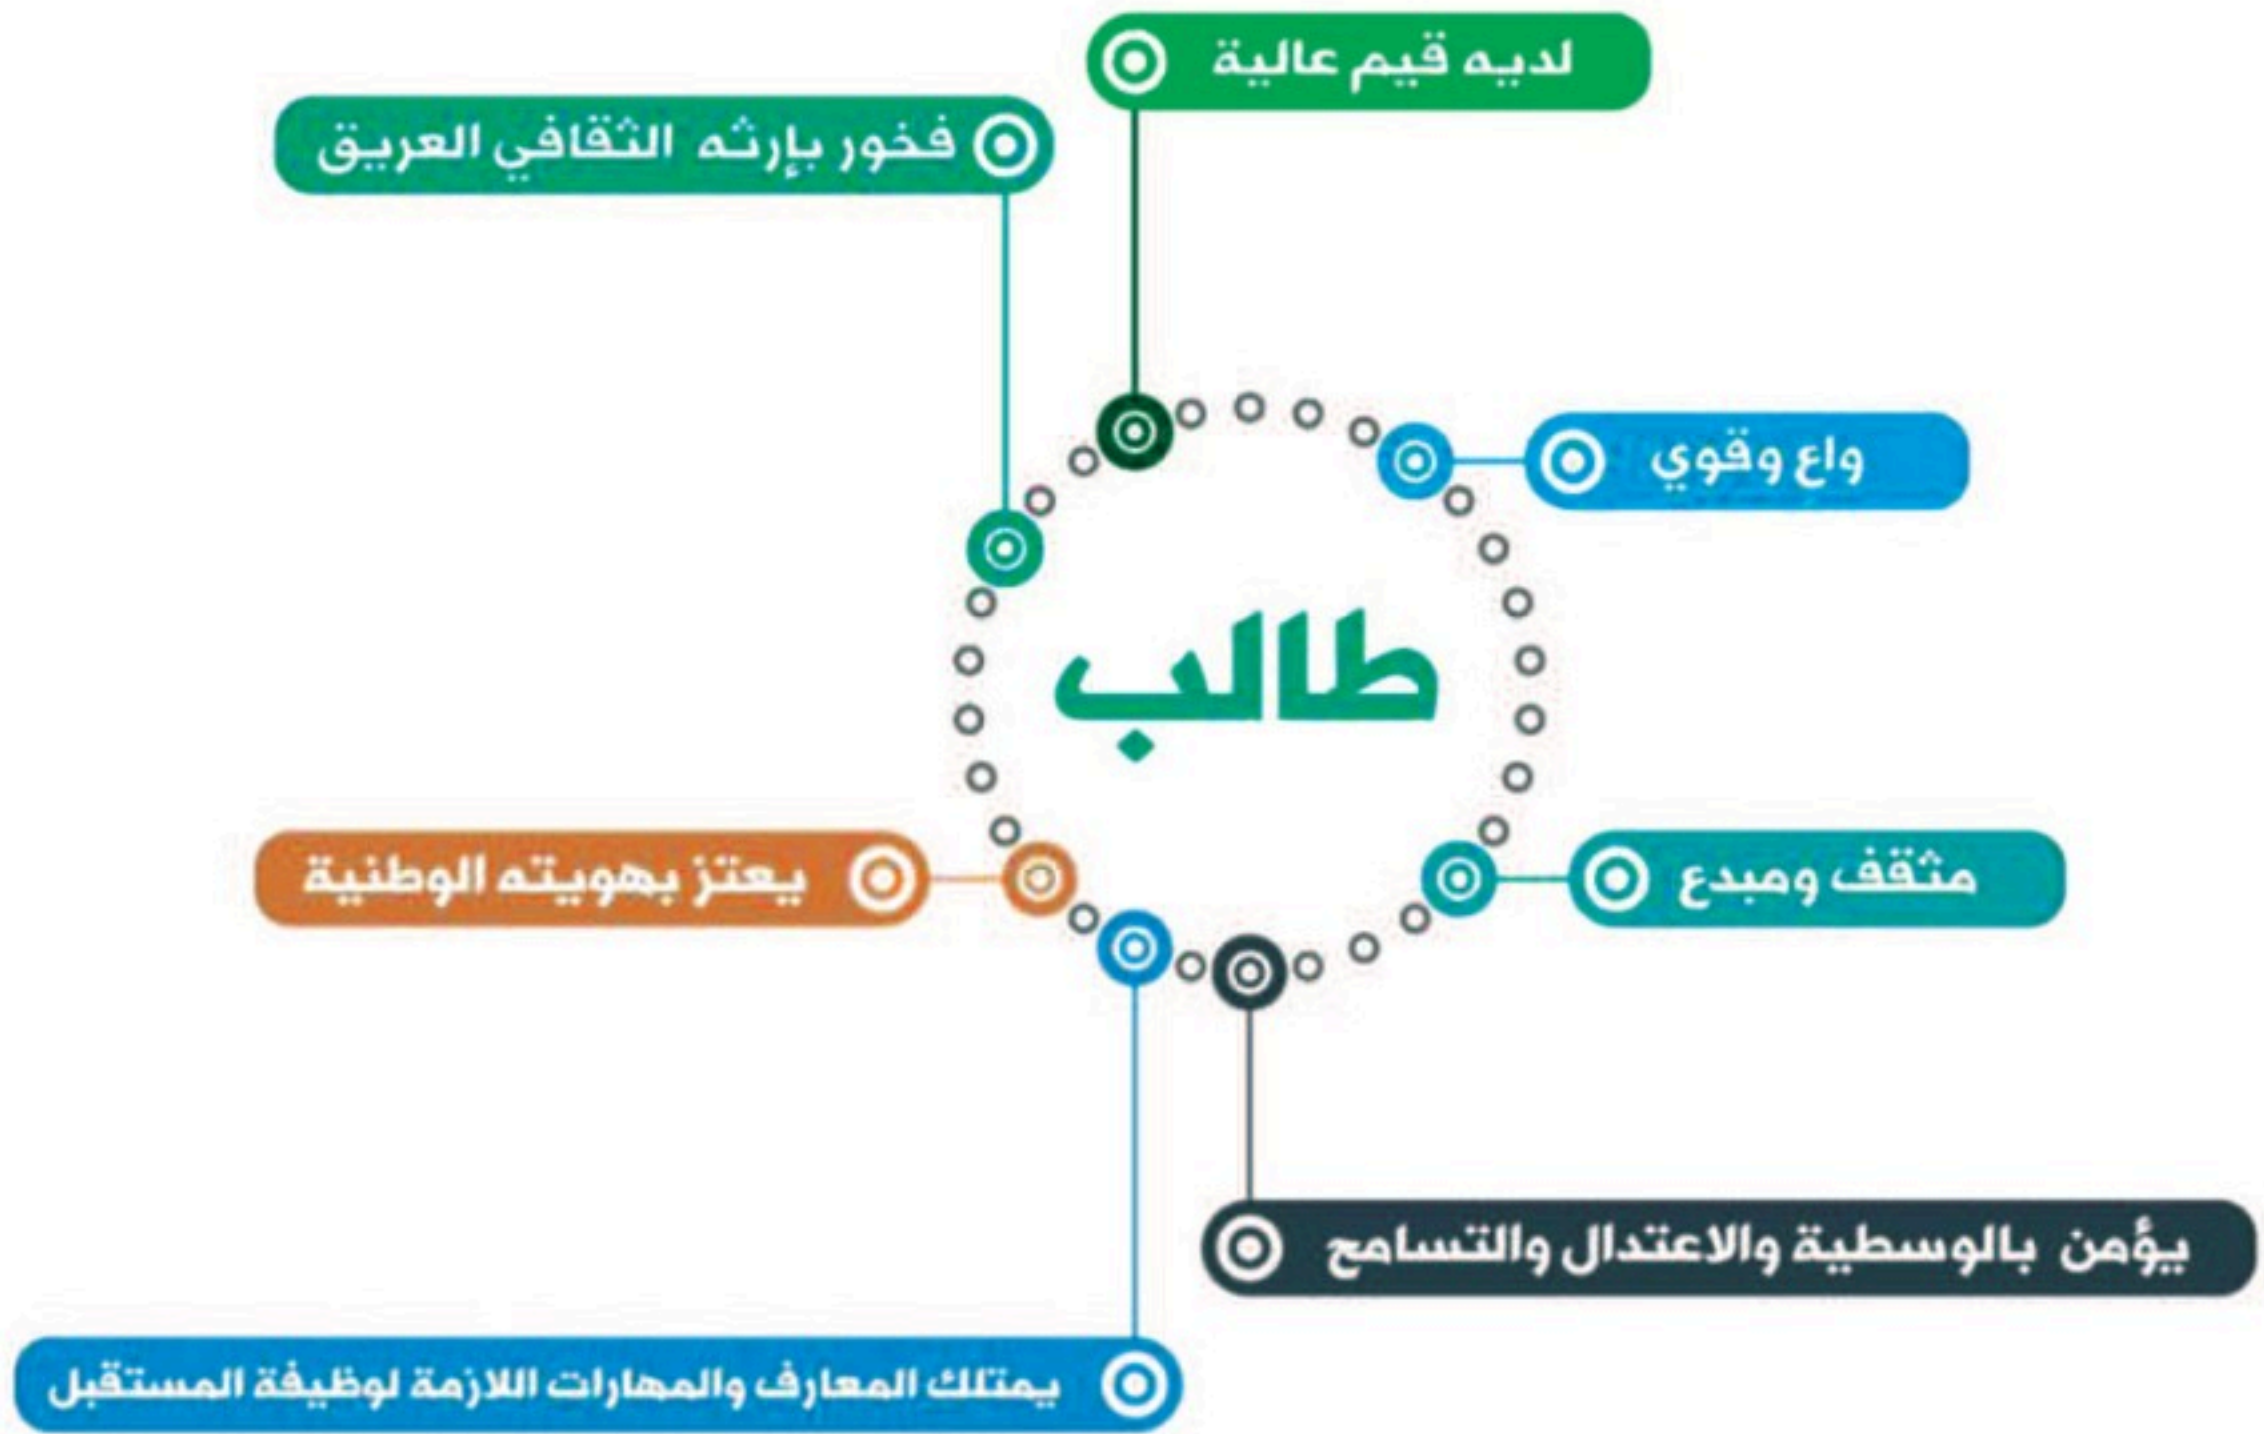 لديه قيم عالية
فخور بإرثه الثقافي العريق
واع وقوي
طالب
يعتز بهويته الوطنية
مثقف ومبدع
يؤمن بالوسطية والاعتدال والتسامح
يمتلك المعارف والمهارات اللازمة لوظيفة المستقبل